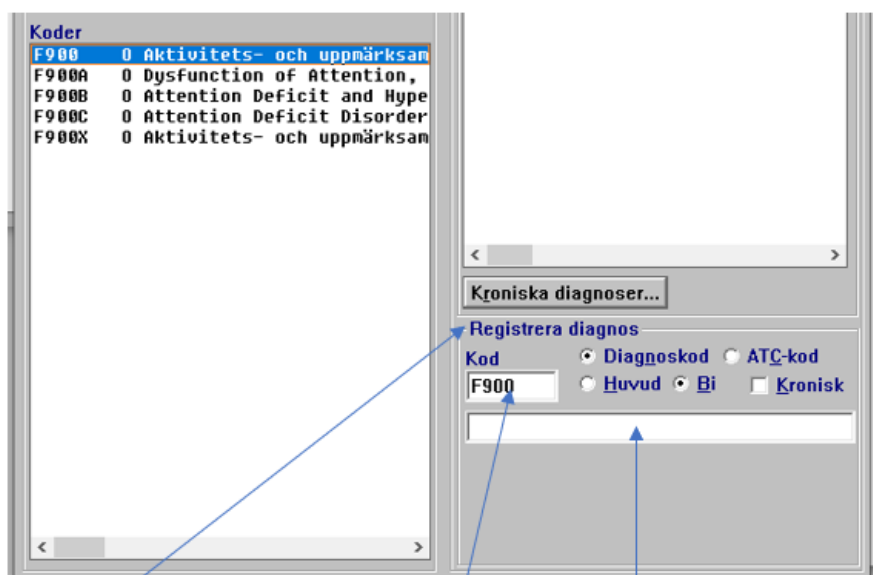 Koder
F900 0 Aktivitets- och uppmärksam
F900A 0 Dysfunction of Attention,
F900B 0 Attention Deficit and Hype
F900C 0 Attention Deficit Disorder
F900X 0 Aktivitets- och uppmärksam
Kroniska diagnoser...
Registrera diagnos
Kod Diagnoskod ATC-kod
F900 Huvud Bi Kronisk